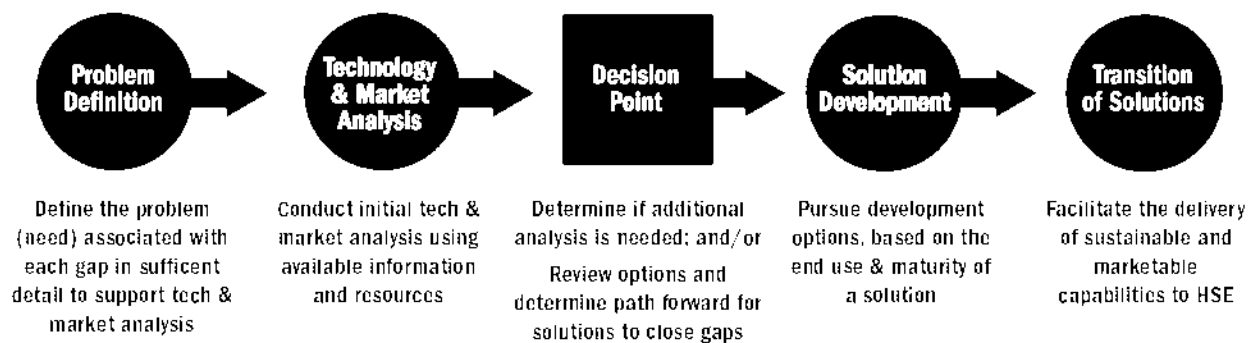 Problem
Definition
Technology
& Market
Analysis
Decision
Point
Solution
Development
Transition
of Solutions
Define the problem
(need) associated with
each gap in sufficent
detail to support tech &
market analysis
Conduct initial tech &
market analysis using
available information
and resources
Determine if additional
analysis is needed; and/or
Review options and
determine path forward for
solutions to close gaps
Pursue development
options, based on the
end use & maturity of
a solution
Facilitate the delivery
of sustainable and
marketable
capabilities to HSE